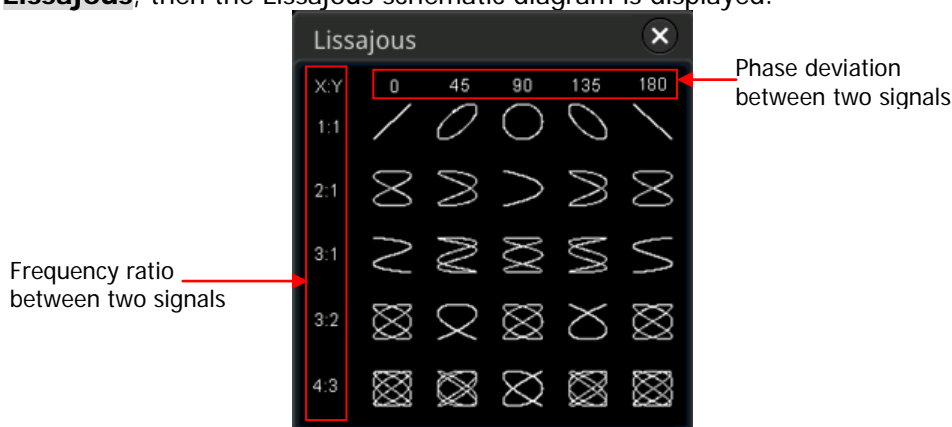 Lissajous, then the Lissajous schematic diagram is displayed.
Lissajous
X:Y 0 45 90 135 180
Phase deviation
between two signals
1:1
2:1
3:1
Frequency ratio
between two signals
3:2
4:3